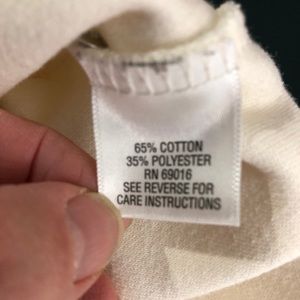 65% COTTON
35% POLYESTER
RN 69016
SEE REVERSE FOR
CARE INSTRUCTIONS